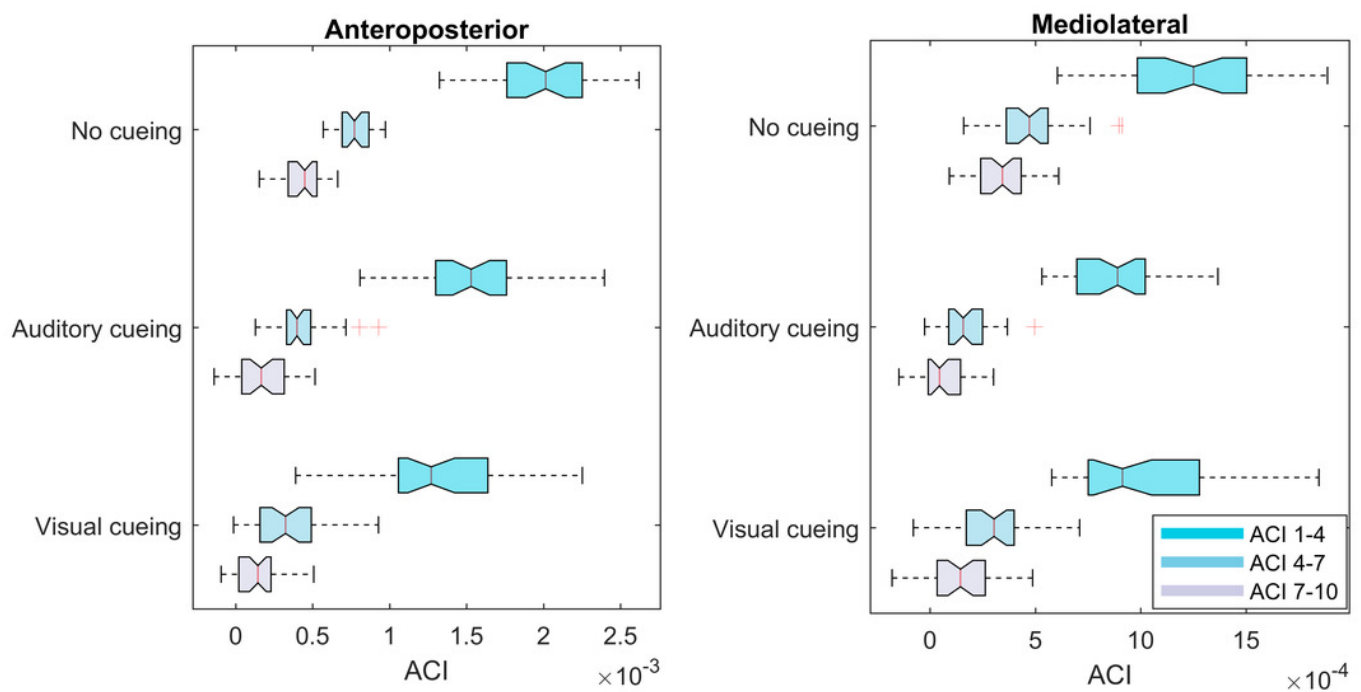 Anteroposterior
No cueing
Auditory cueing
Visual cueing
0 0.5 1 1.5 2 2.5
ACI
×10-3
Mediolateral
No cueing
Auditory cueing
Visual cueing
ACI 1-4
ACI 4-7
ACI 7-10
0 5 10 15
ACI
×10-4